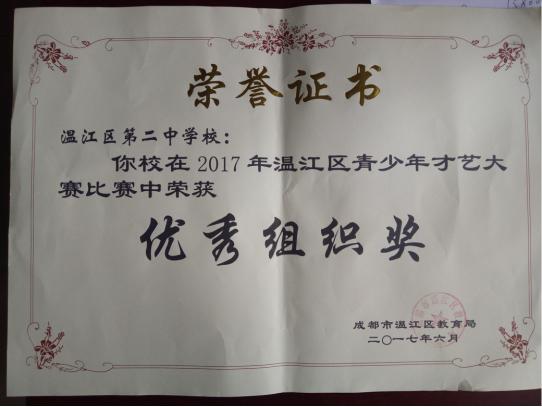 荣誉证书
温江区第二中学校：
你校在2017年温江区青少年才艺大
赛比赛中荣获
优秀组织奖
成都市温江区教育局
二〇一七年六月